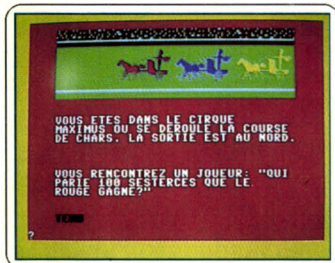 VOUS ETES DANS LE CIRQUE
MAXIMUS OU SE DEROULE LA COURSE
DE CHARS. LA SORTIE EST AU NORD.
VOUS RENCONTREZ UN JOUEUR: "QUI
PARIE 100 SESTERCES QUE LE
ROUGE GAGNE?"
?